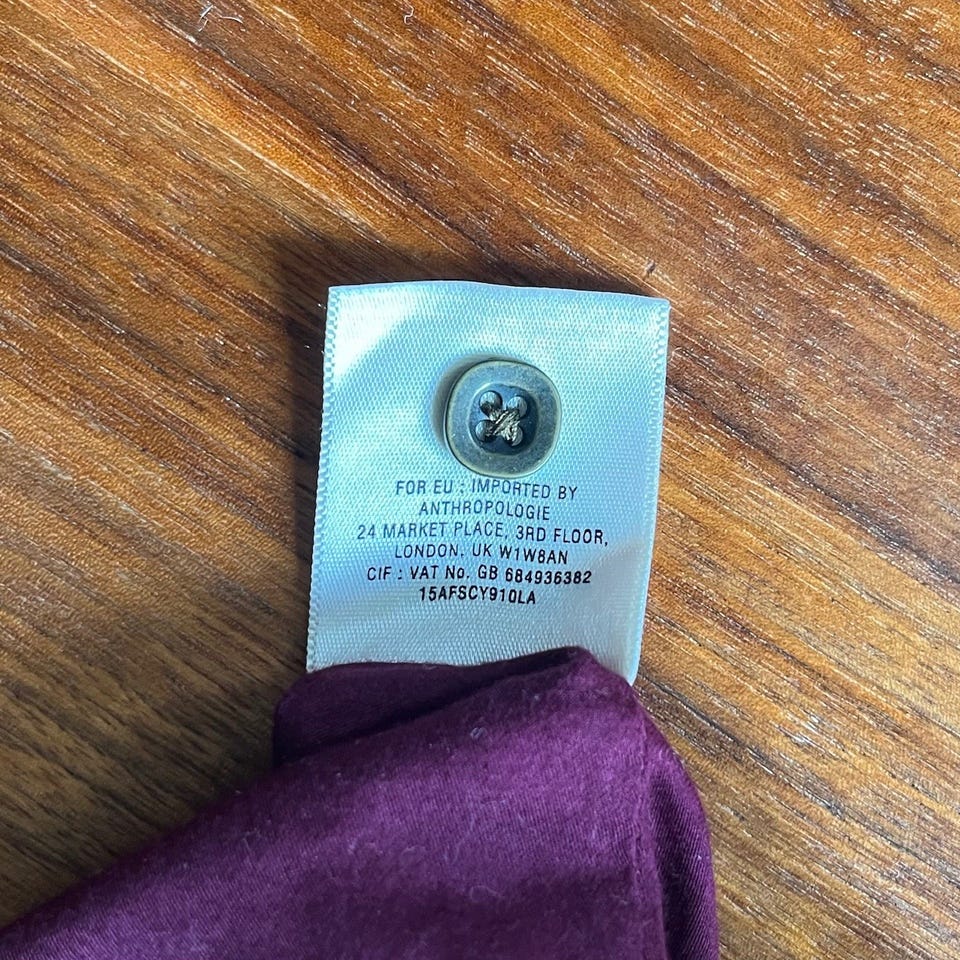 FOR EU : IMPORTED BY
ANTHROPOLOGIE
24 MARKET PLACE, 3RD FLOOR,
LONDON, UK W1W8AN
CIF : VAT No. GB 684936382
15AFSCY910LA